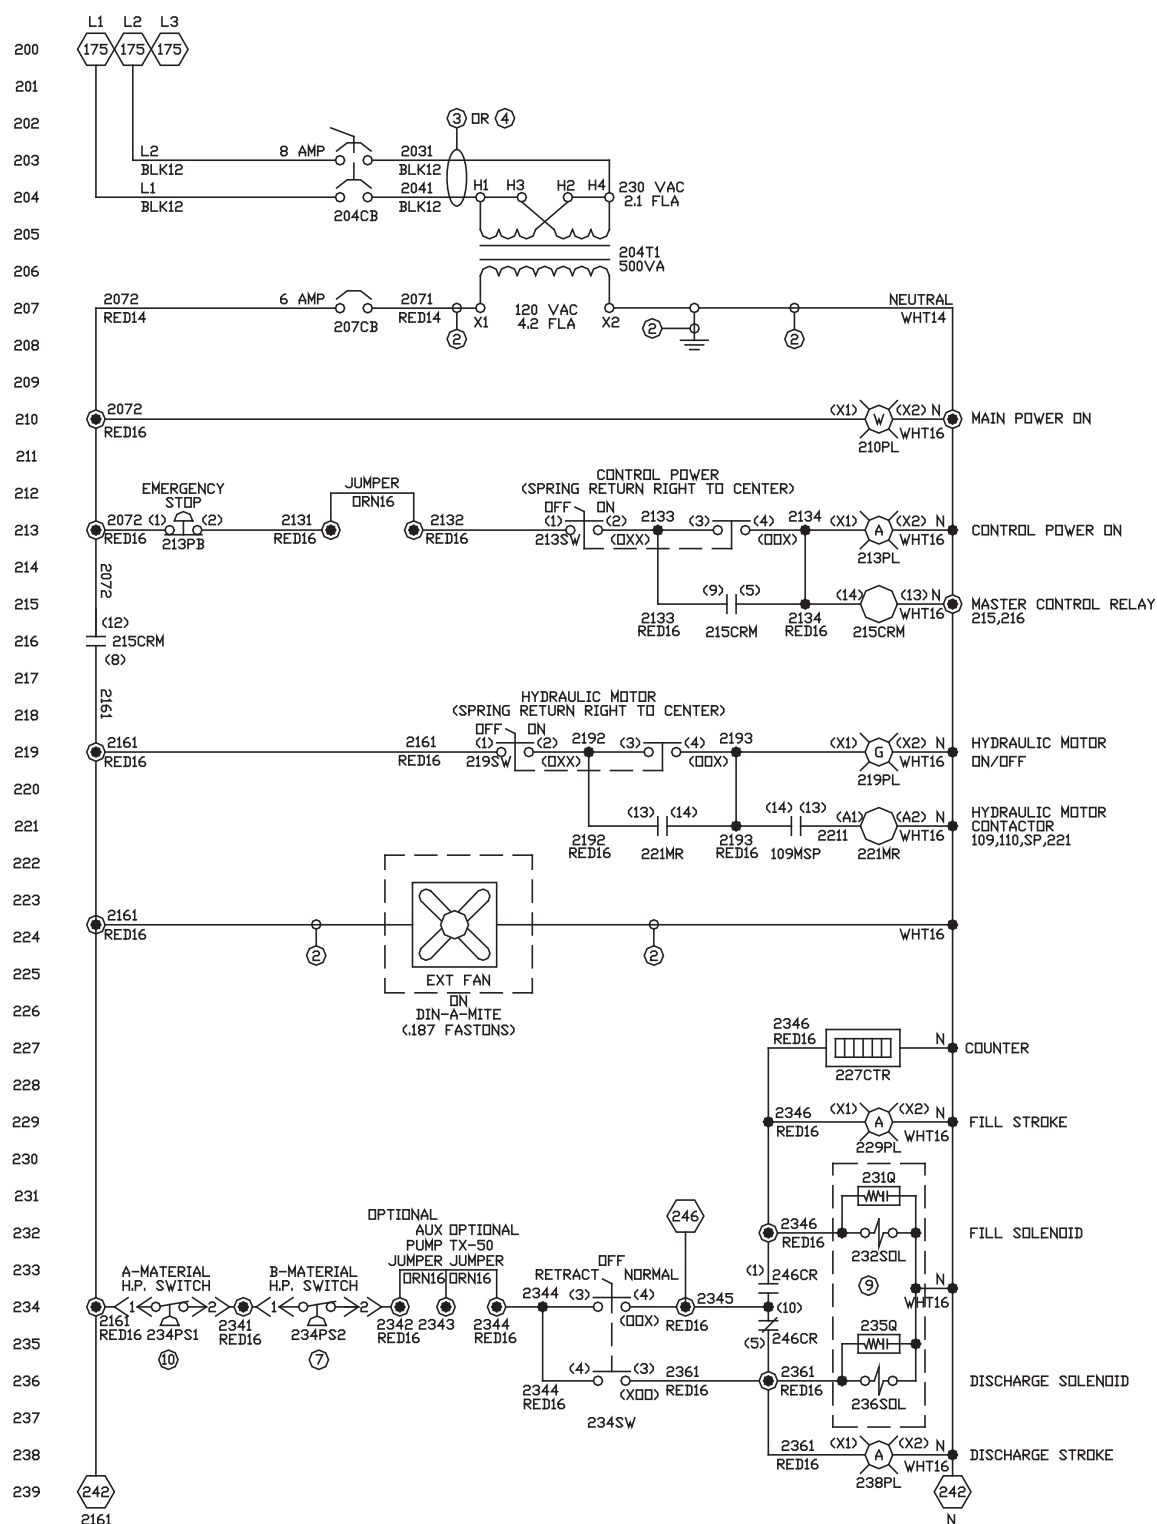 L1 L2 L3
200 175 175 175
201
202 3 OR 4
L2 8 AMP 2031
203 BLK12 BLK12
L1 2041 H1 H3 H2 H4 230 VAC
204 BLK12 204CB BLK12 2.1 FLA
205 204T1
206 500VA
2072 6 AMP 2071 120 VAC NEUTRAL
207 RED14 207CB RED14 X1 4.2 FLA X2 WHT14
2 2 2
208
209
2072 (X1) (X2) N
210 RED16 W WHT16 MAIN POWER ON
210PL
211
212 EMERGENCY JUMPER CONTROL POWER
STOP ORN16 (SPRING RETURN RIGHT TO CENTER)
OFF ON
2072 (1) (2) 2131 2132 (1) (2) 2133 (3) (4) 2134 (X1) (X2) N
213 RED16 213PB RED16 RED16 213SW (OXX) (OOX) A WHT16 CONTROL POWER ON
213PL
214 2072
(9) (5) (14) (13) N
215 2133 2134 WHT16 MASTER CONTROL RELAY
RED16 215CRM RED16 215CRM 215,216
(12)
216 215CRM
(8)
217
218 2161 HYDRAULIC MOTOR
(SPRING RETURN RIGHT TO CENTER)
OFF ON
2161 2161 (1) (2) 2192 (3) (4) 2193 (X1) (X2) N HYDRAULIC MOTOR
219 RED16 RED16 219SW (OXX) (OOX) G WHT16 ON/OFF
219PL
220
(13) (14) (14) (13) (A1) (A2) N HYDRAULIC MOTOR
221 2192 2193 2211 WHT16 CONTACTOR
RED16 221MR RED16 109MSP 221MR 109,110,SP,221
222
223
2161
224 RED16 WHT16
2 2
225 EXT FAN
226 ON
DIN-A-MITE
(.187 FASTONS)
2346
227 RED16 N COUNTER
227CTR
228
2346 (X1) (X2) N
229 RED16 A WHT16 FILL STROKE
229PL
230
231 231Q
OPTIONAL 246
232 AUX OPTIONAL 2346 FILL SOLENOID
PUMP TX-50 RED16 232SOL
233 A-MATERIAL B-MATERIAL JUMPER JUMPER OFF
H.P. SWITCH H.P. SWITCH ORN16 ORN16 RETRACT NORMAL (1) 246CR 9 N
234 1 2 1 2 2344 (3) (4) 2345 (10) WHT16
2161 234PS1 2341 234PS2 2342 2343 2344 (OOX) RED16
RED16 RED16 RED16 RED16
235 10 7 (5) 246CR 235Q
(4) (3) 2361 2361
236 2344 (XOO) RED16 RED16 DISCHARGE SOLENOID
RED16 236SOL
237 234SW
2361 (X1) (X2) N
238 RED16 A WHT16 DISCHARGE STROKE
238PL
239 242 242
2161 N